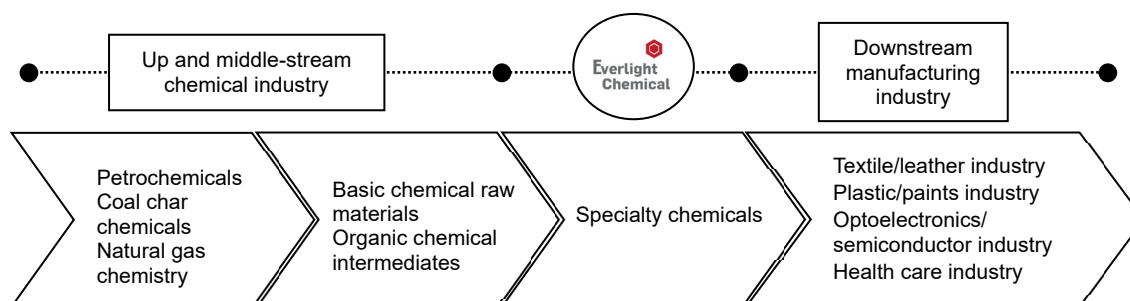 Up and middle-stream
chemical industry
Everlight
Chemical
Downstream
manufacturing
industry
Petrochemicals
Coal char
chemicals
Natural gas
chemistry
Basic chemical raw
materials
Organic chemical
intermediates
Specialty chemicals
Textile/leather industry
Plastic/paints industry
Optoelectronics/
semiconductor industry
Health care industry